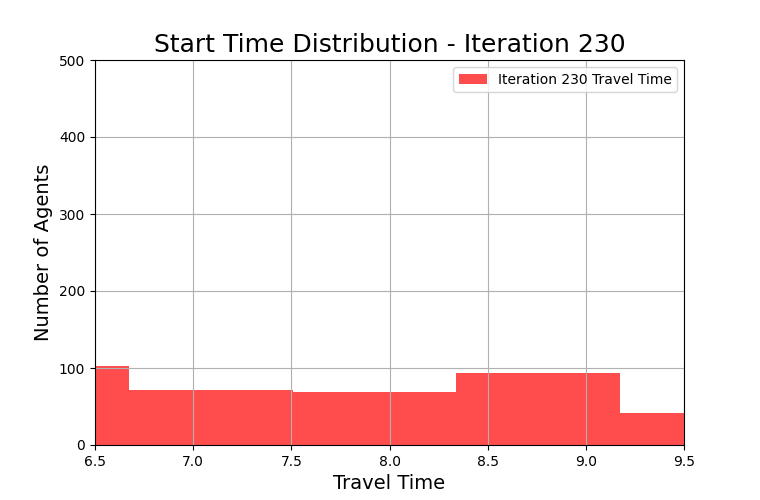 Start Time Distribution - Iteration 230
500
400
300
200
100
0
Number of Agents
Iteration 230 Travel Time
6.5 7.0 7.5 8.0 8.5 9.0 9.5
Travel Time